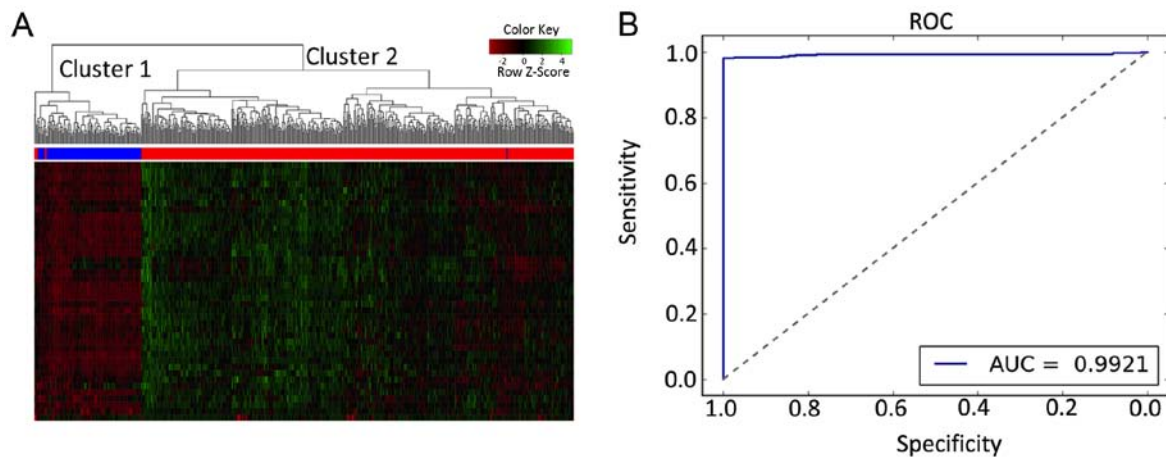 A
Cluster 1
Cluster 2
Color Key
-2 0 2 4
Row Z-Score
B
ROC
Sensitivity
1.0
0.8
0.6
0.4
0.2
0.0
AUC = 0.9921
1.0 0.8 0.6 0.4 0.2 0.0
Specificity